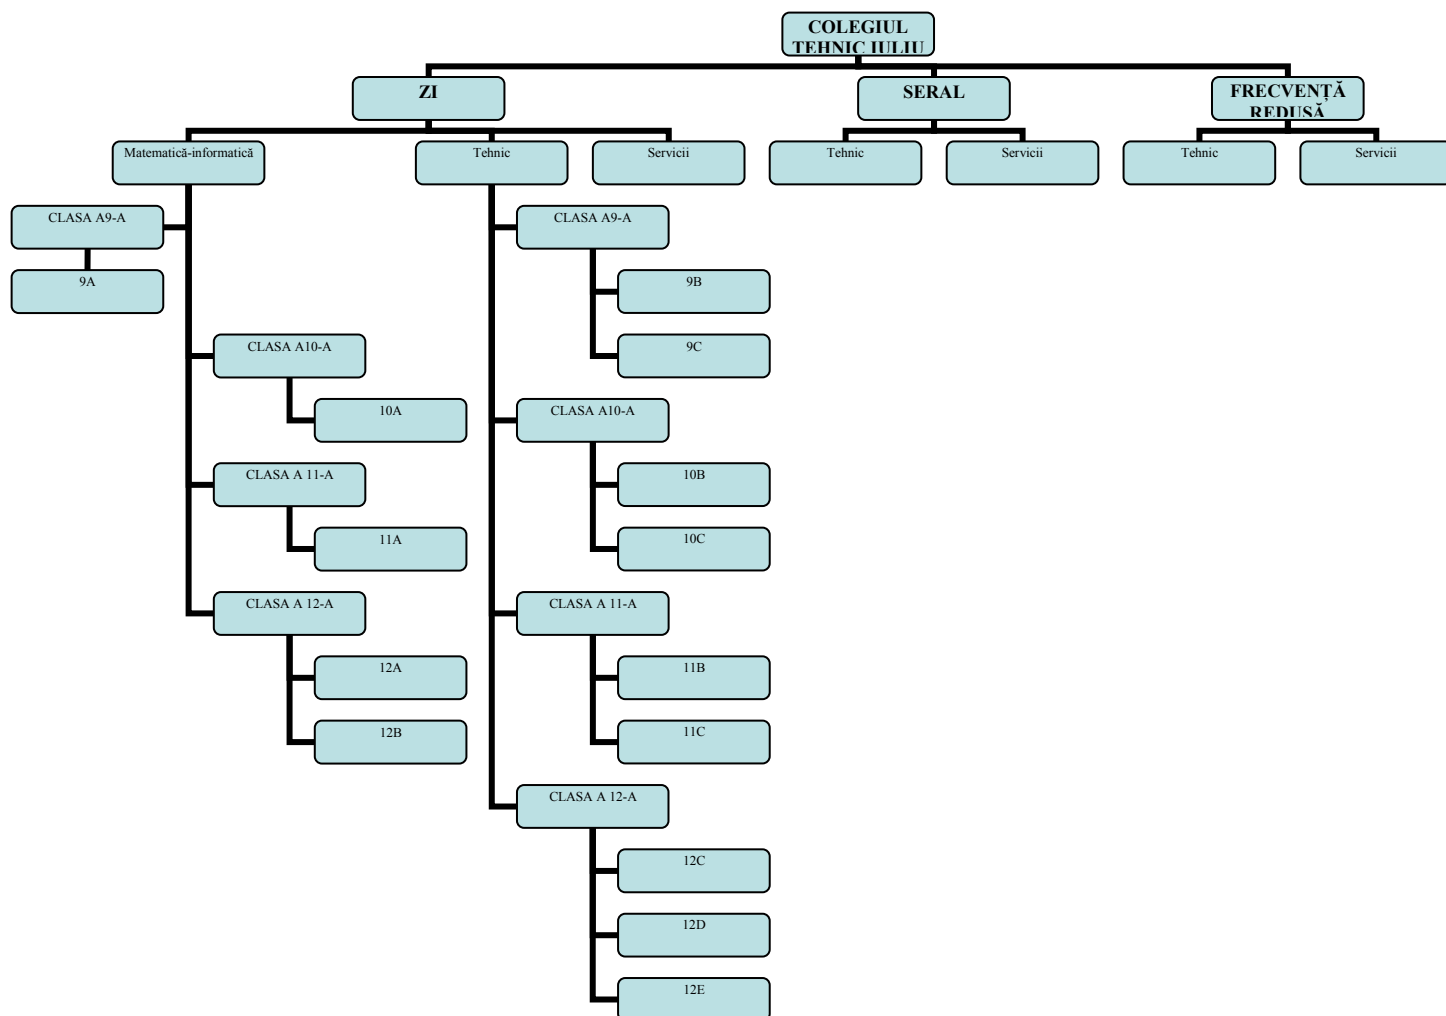 COLEGIUL
TEHNIC IULIU
ZI
SERAL
FRECVENȚĂ
REDUSĂ
Matematică-informatică
Tehnic
Servicii
Tehnic
Servicii
Tehnic
Servicii
CLASA A9-A
9A
CLASA A10-A
10A
CLASA A 11-A
11A
CLASA A 12-A
12A
12B
CLASA A9-A
9B
9C
CLASA A10-A
10B
10C
CLASA A 11-A
11B
11C
CLASA A 12-A
12C
12D
12E